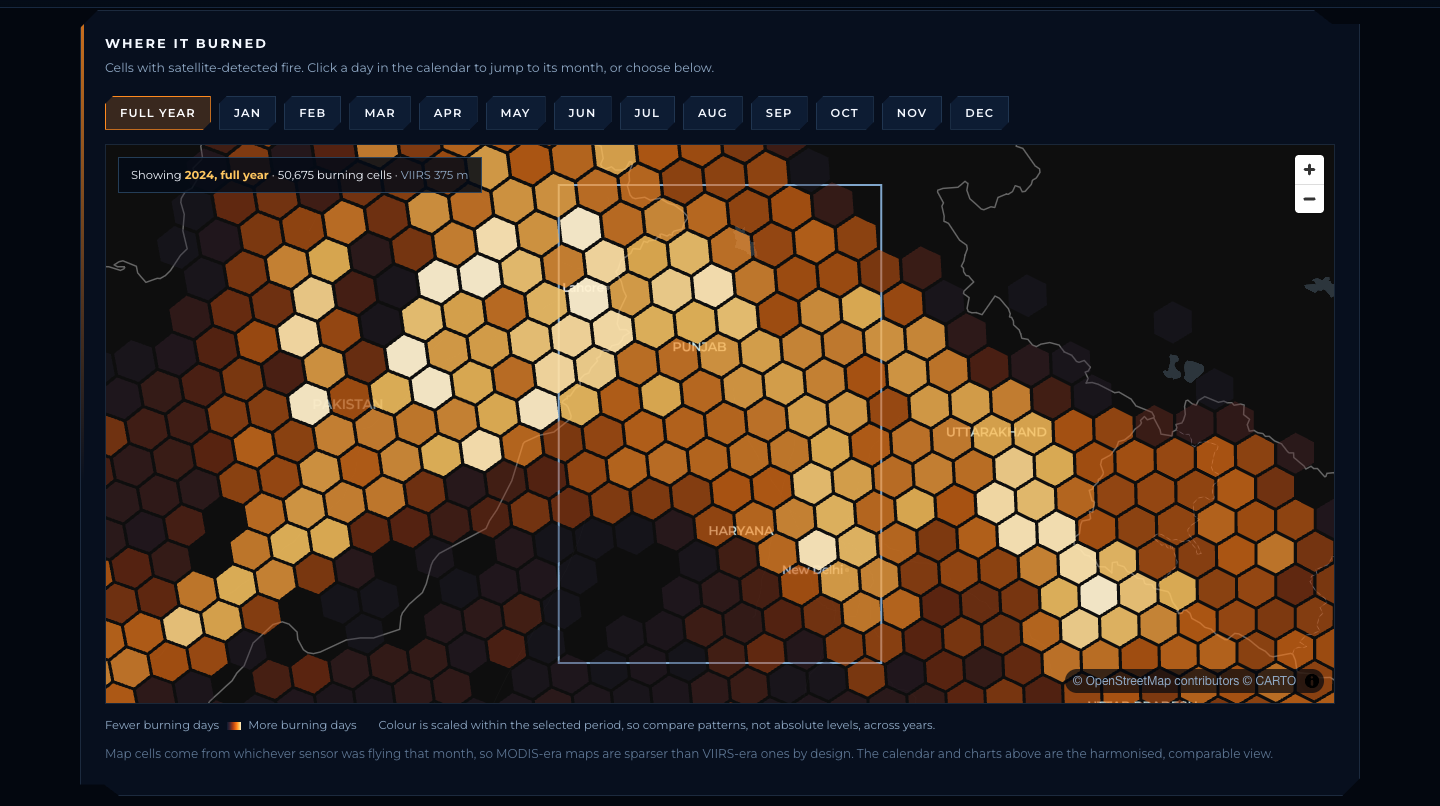 WHERE IT BURNED
Cells with satellite-detected fire. Click a day in the calendar to jump to its month, or choose below.
FULL YEAR JAN FEB MAR APR MAY JUN JUL AUG SEP OCT NOV DEC
Showing 2024, full year · 50,675 burning cells · VIIRS 375 m
+
−
Lahore
PUNJAB
PAKISTAN
UTTARAKHAND
HARYANA
New Delhi
© OpenStreetMap contributors © CARTO
UTTAR PRADESH
Fewer burning days More burning days Colour is scaled within the selected period, so compare patterns, not absolute levels, across years.
Map cells come from whichever sensor was flying that month, so MODIS-era maps are sparser than VIIRS-era ones by design. The calendar and charts above are the harmonised, comparable view.